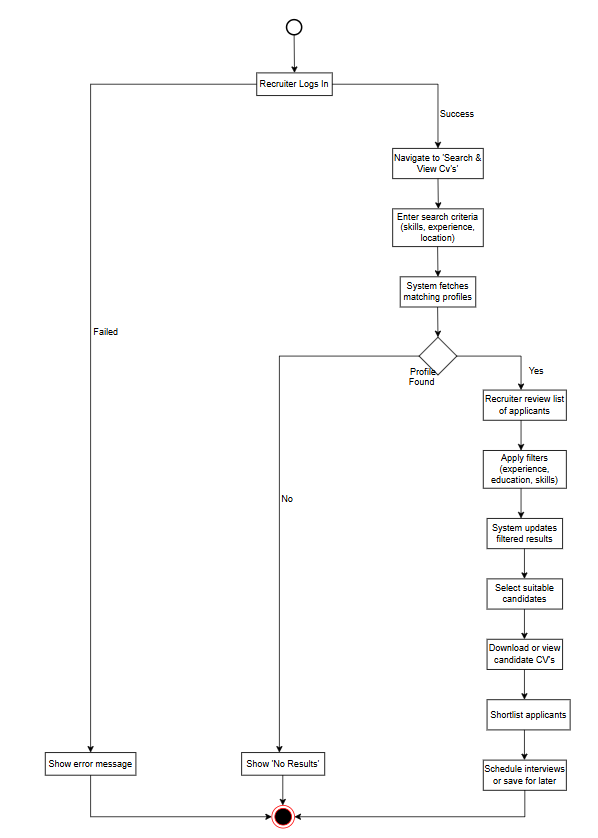 Recruiter Logs In
Success
Navigate to 'Search &
View Cv's'
Enter search criteria
(skills, experience,
location)
System fetches
matching profiles
Failed
Profile
Found
Yes
Recruiter review list
of applicants
Apply filters
(experience,
education, skills)
No
System updates
filtered results
Select suitable
candidates
Download or view
candidate CV's
Shortlist applicants
Show error message
Show 'No Results'
Schedule interviews
or save for later